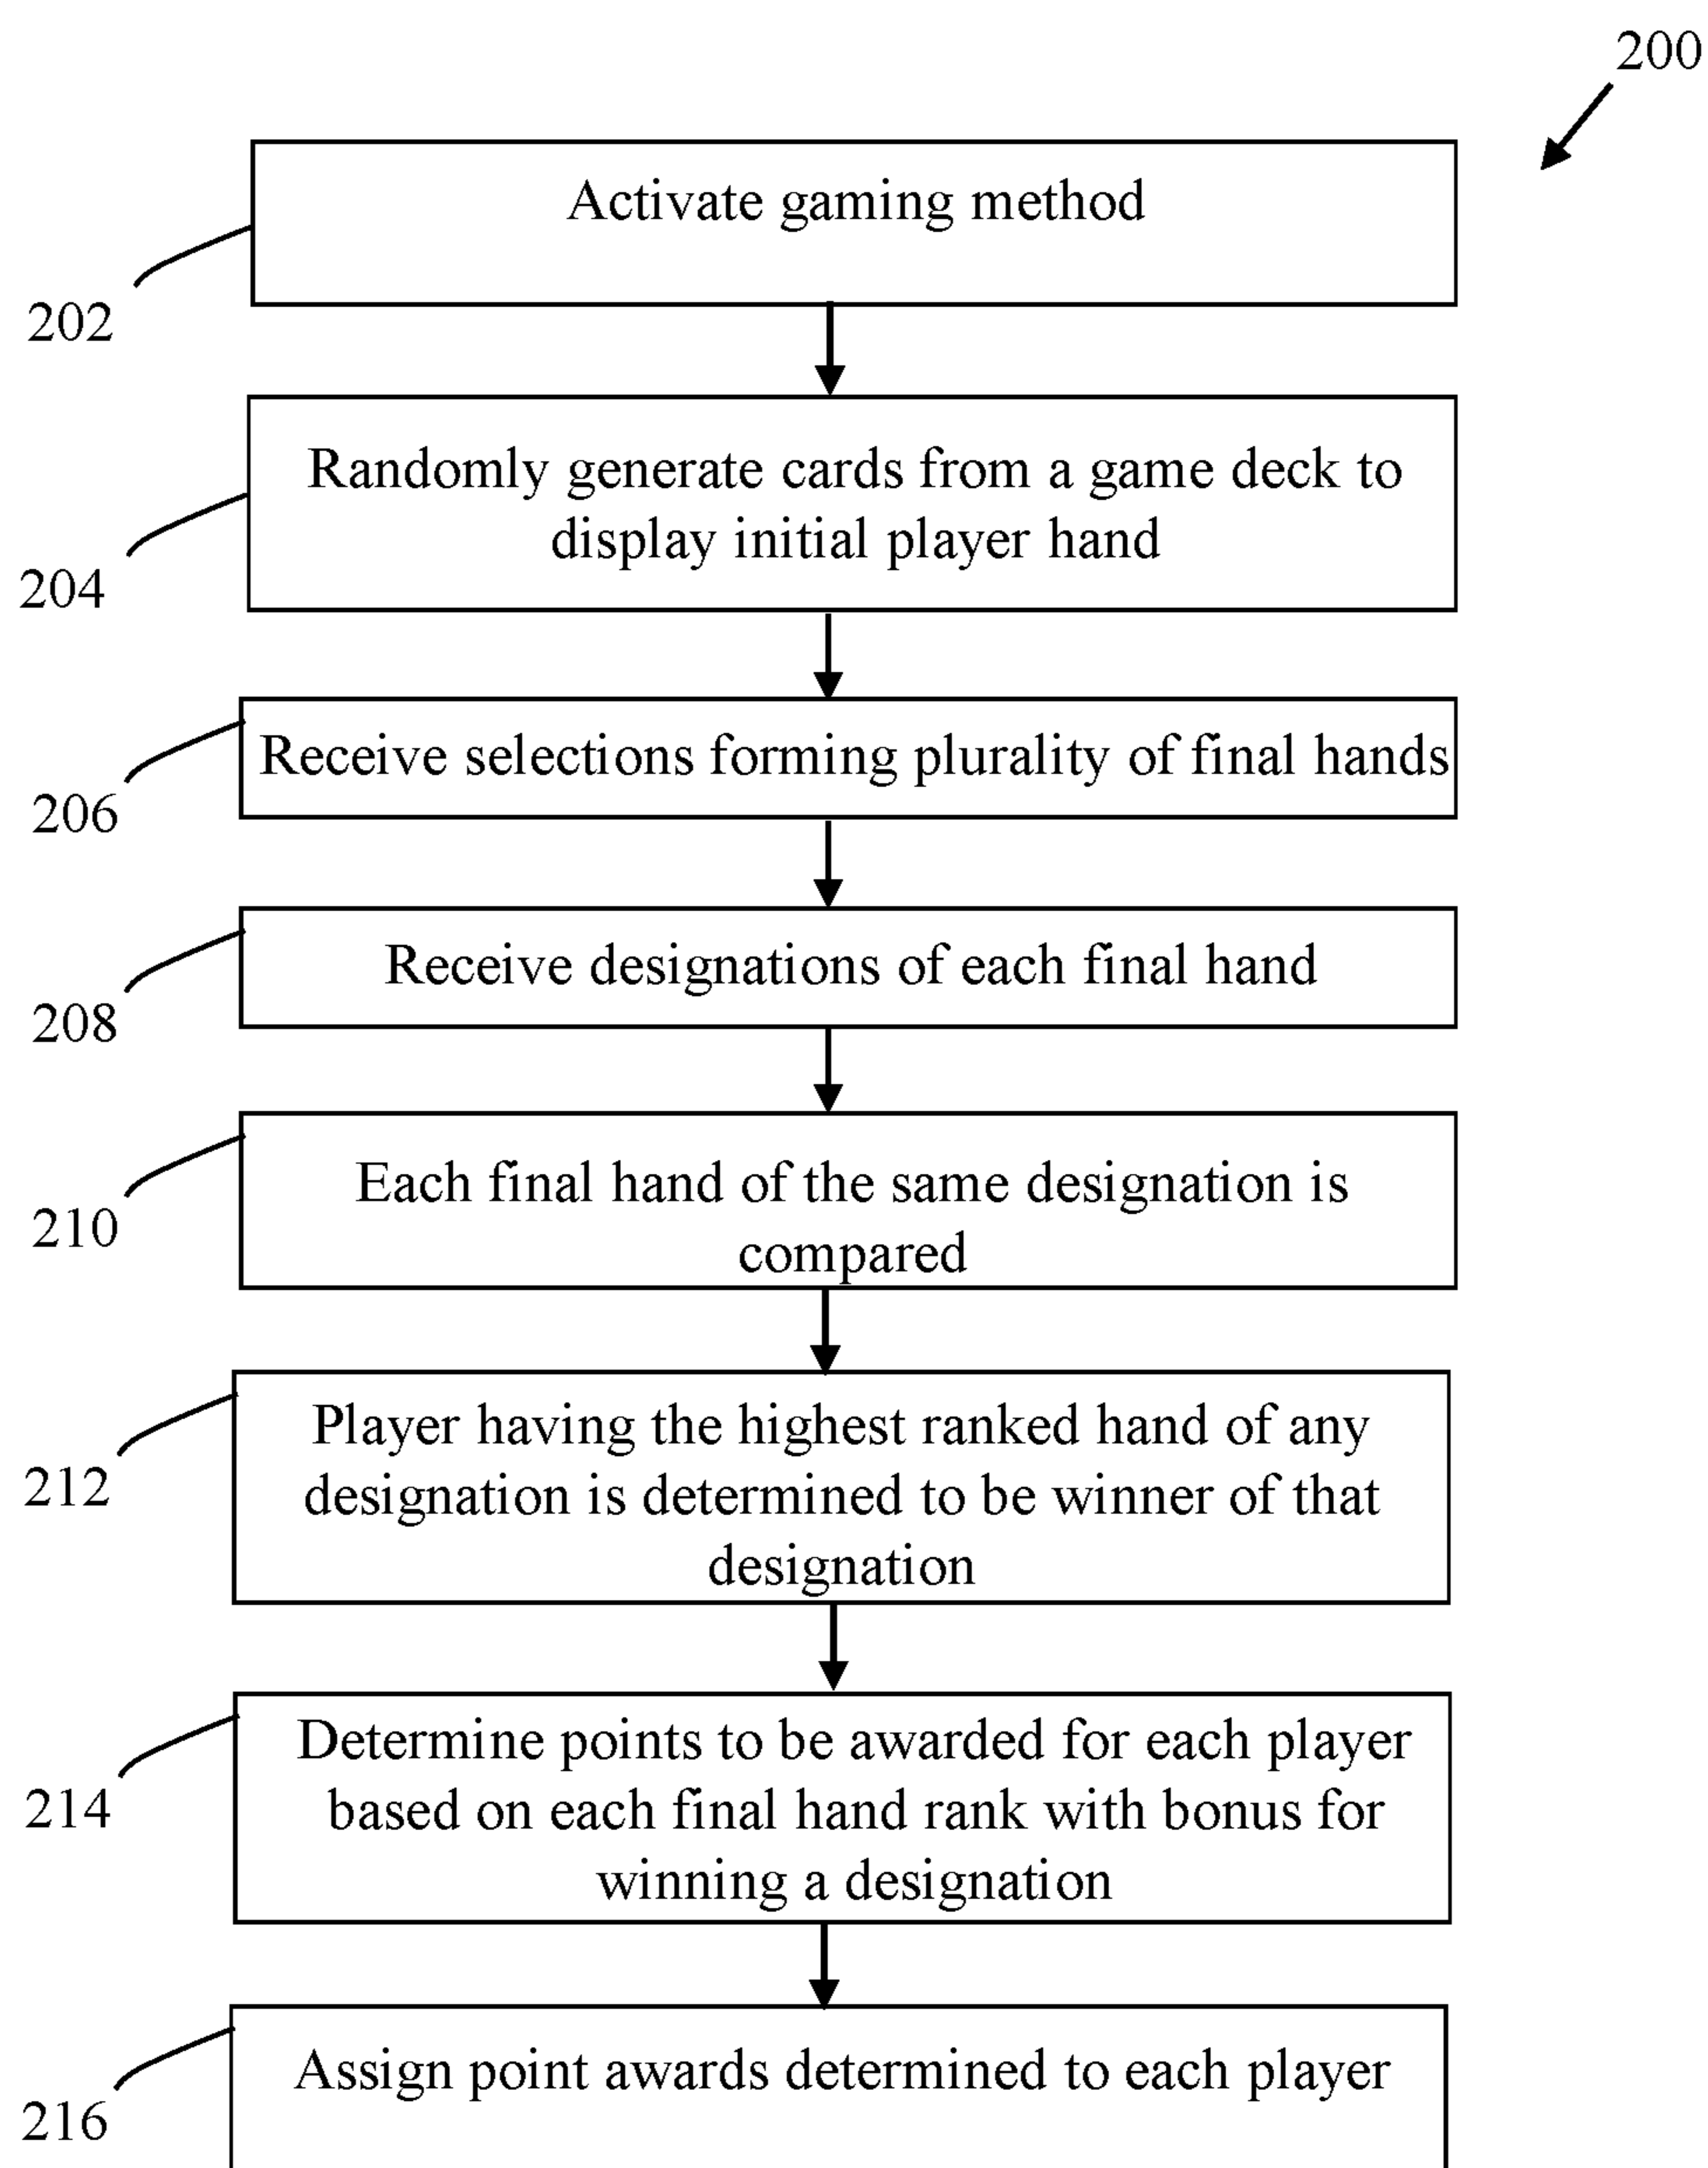 200
Activate gaming method
202
Randomly generate cards from a game deck to
display initial player hand
204
Receive selections forming plurality of final hands
206
Receive designations of each final hand
208
Each final hand of the same designation is
compared
210
Player having the highest ranked hand of any
designation is determined to be winner of that
designation
212
Determine points to be awarded for each player
based on each final hand rank with bonus for
winning a designation
214
Assign point awards determined to each player
216